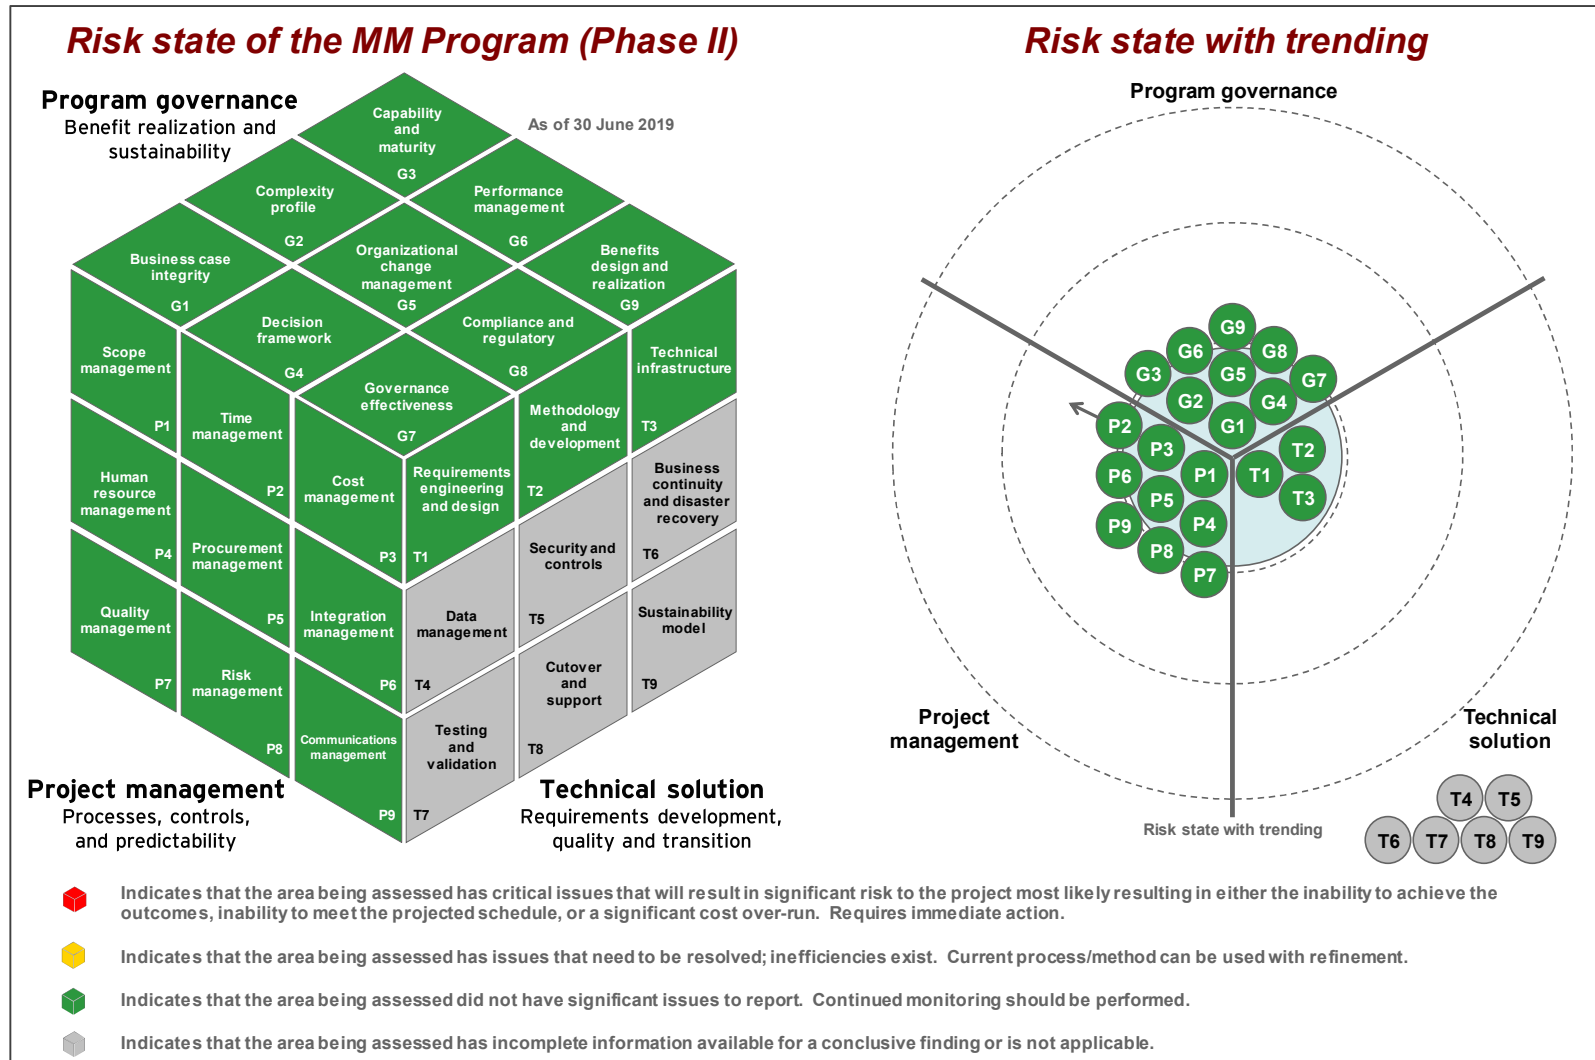 Risk state of the MM Program (Phase II)
Program governance
Benefit realization and
sustainability
As of 30 June 2019
Capability
and
maturity
G3
Complexity
profile
G2
Performance
management
G6
Business case
integrity
G1
Organizational
change
management
G5
Benefits
design and
realization
G9
Decision
framework
G4
Compliance and
regulatory
G8
Governance
effectiveness
G7
Scope
management
P1
Time
management
P2
Cost
management
P3
Human
resource
management
P4
Procurement
management
P5
Integration
management
P6
Quality
management
P7
Risk
management
P8
Communications
management
P9
Requirements
engineering
and design
T1
Methodology
and
development
T2
Technical
infrastructure
T3
Data
management
T4
Security and
controls
T5
Business
continuity
and disaster
recovery
T6
Testing
and
validation
T7
Cutover
and
support
T8
Sustainability
model
T9
Project management
Processes, controls,
and predictability
Technical solution
Requirements development,
quality and transition
Risk state with trending
Program governance
G9
G6
G8
G3
G5
G7
G2
G4
G1
P2
P3
P6
P1
P5
P9
P4
P8
P7
T2
T1
T3
Project
management
Technical
solution
T4
T5
T6
T7
T8
T9
Risk state with trending
Indicates that the area being assessed has critical issues that will result in significant risk to the project most likely resulting in either the inability to achieve the
outcomes, inability to meet the projected schedule, or a significant cost over-run. Requires immediate action.
Indicates that the area being assessed has issues that need to be resolved; inefficiencies exist. Current process/method can be used with refinement.
Indicates that the area being assessed did not have significant issues to report. Continued monitoring should be performed.
Indicates that the area being assessed has incomplete information available for a conclusive finding or is not applicable.